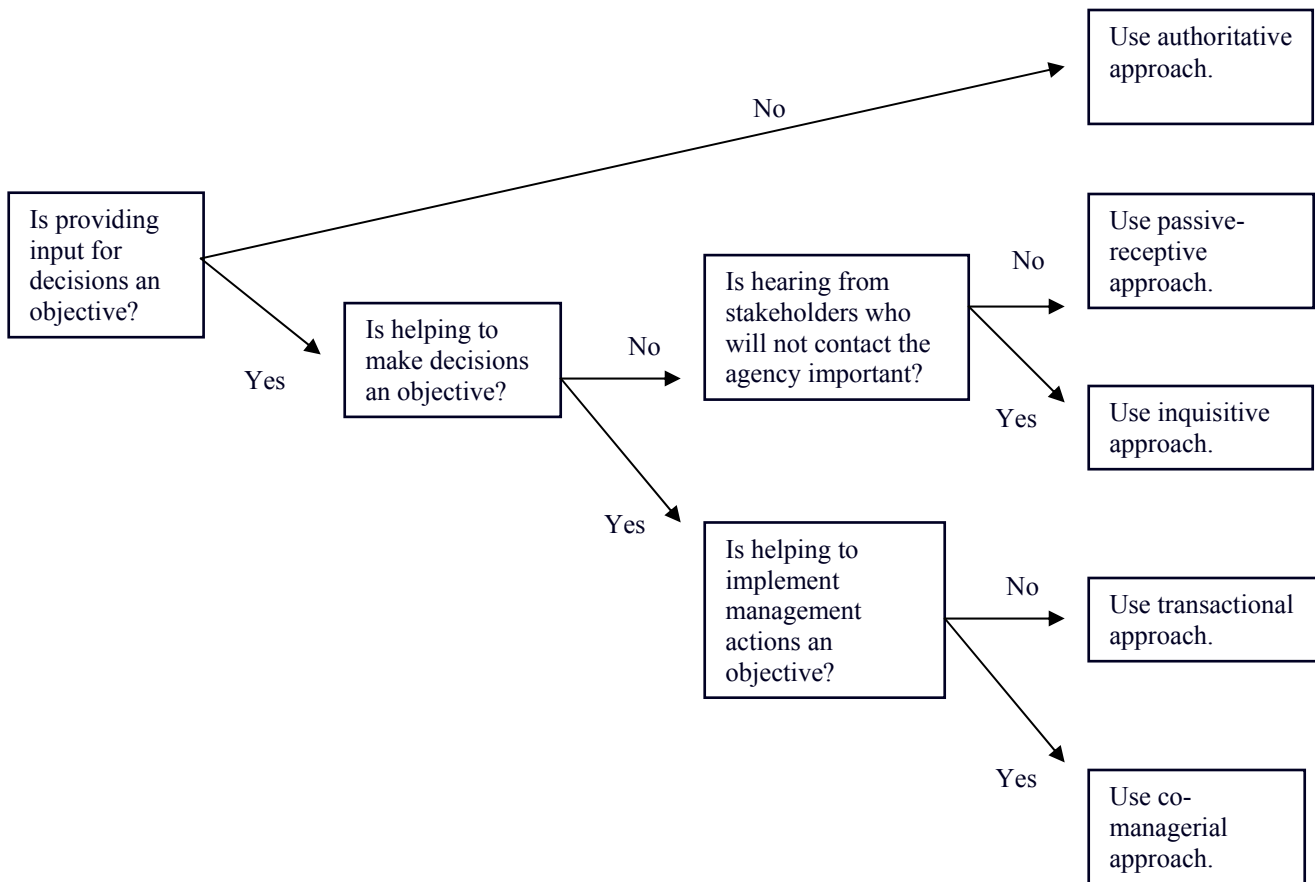 Use authoritative
approach.
No
Is providing
input for
decisions an
objective?
Yes
Is helping to
make decisions
an objective?
No
Is hearing from
stakeholders who
will not contact the
agency important?
No
Use passive-
receptive
approach.
Yes
Use inquisitive
approach.
Yes
Is helping to
implement
management
actions an
objective?
No
Use transactional
approach.
Yes
Use co-
managerial
approach.